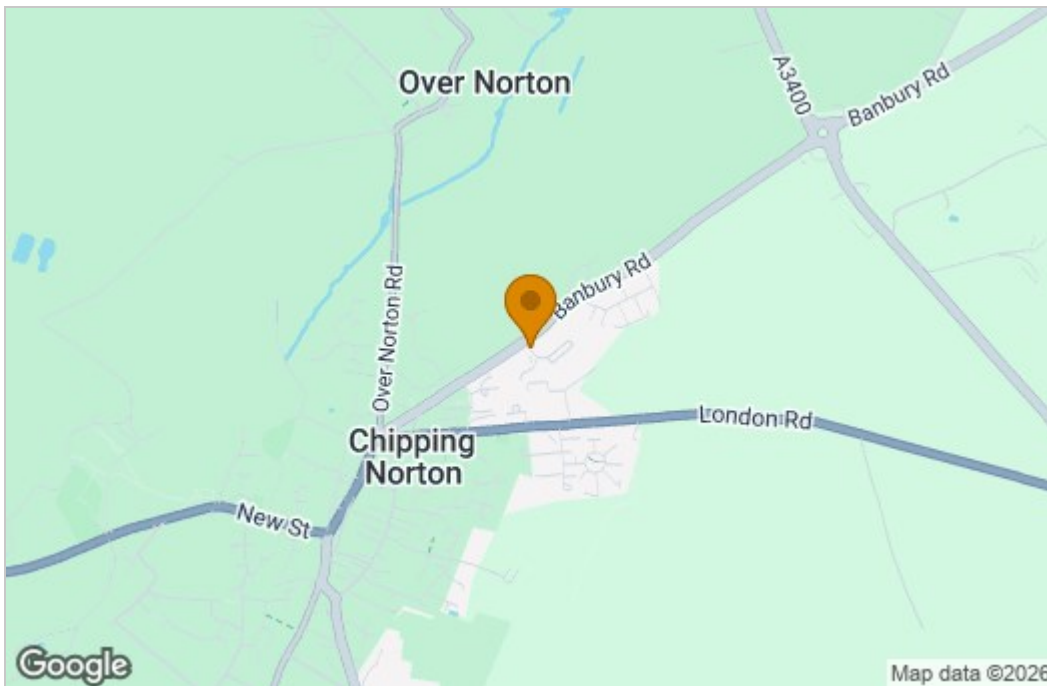 Over Norton
A3400
Banbury Rd
Banbury Rd
Over Norton Rd
London Rd
Chipping
Norton
New St
Google
Map data ©2026